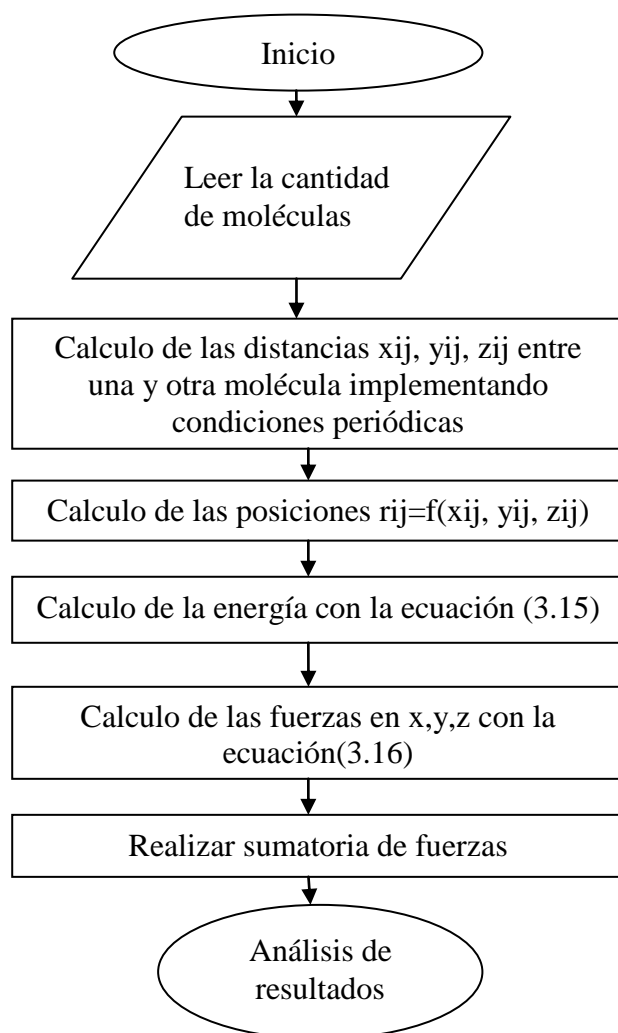 Inicio
Leer la cantidad
de moléculas
Calculo de las distancias xij, yij, zij entre
una y otra molécula implementando
condiciones periódicas
Calculo de las posiciones rij=f(xij, yij, zij)
Calculo de la energía con la ecuación (3.15)
Calculo de las fuerzas en x,y,z con la
ecuación(3.16)
Realizar sumatoria de fuerzas
Análisis de
resultados